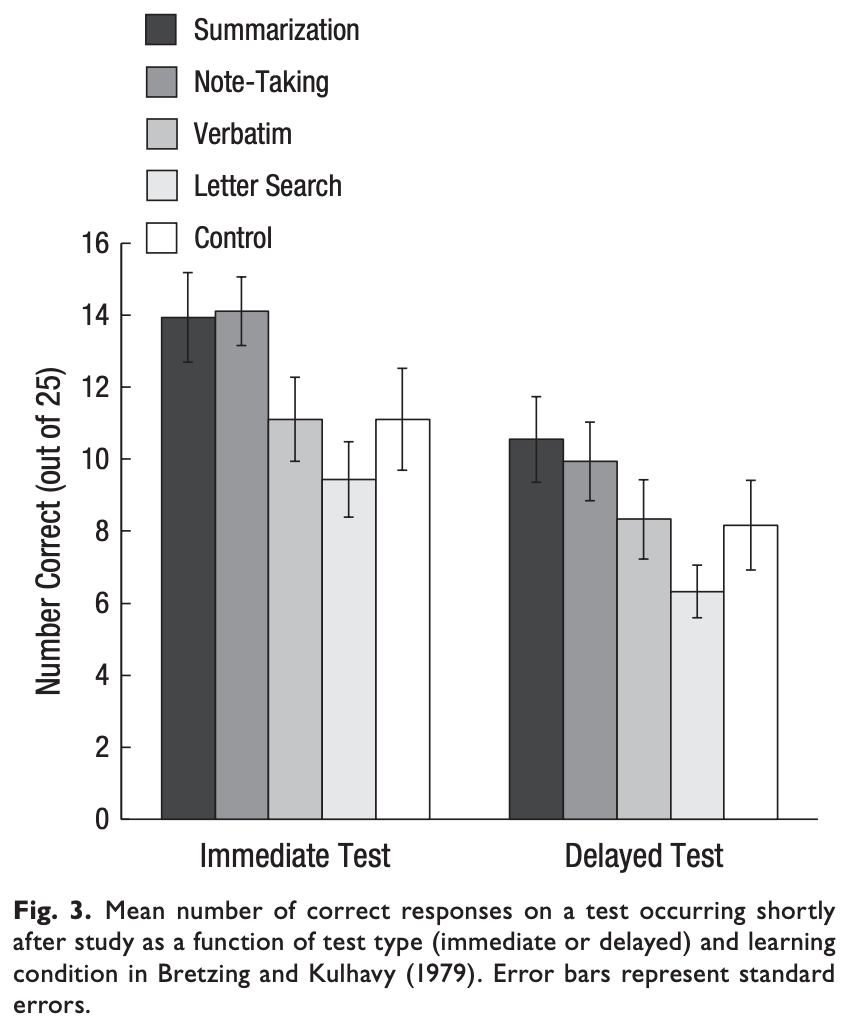 Summarization
Note-Taking
Verbatim
Letter Search
Control
16
14
12
10
8
6
4
2
0
Number Correct (out of 25)
Immediate Test
Delayed Test
Fig. 3. Mean number of correct responses on a test occurring shortly
after study as a function of test type (immediate or delayed) and learning
condition in Bretzing and Kulhavy (1979). Error bars represent standard
errors.